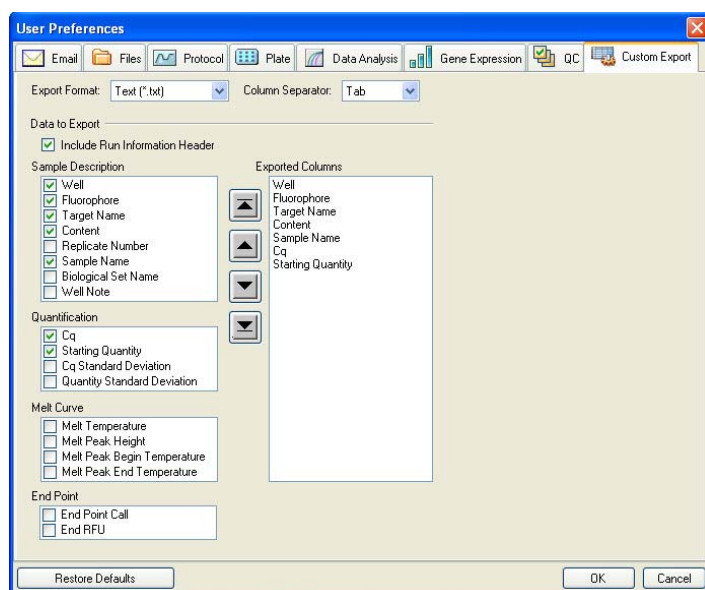 User Preferences
Email Files Protocol Plate Data Analysis Gene Expression QC Custom Export
Export Format: Text (*.txt) Column Separator: Tab
Data to Export
Include Run Information Header
Sample Description
Well
Fluorophore
Target Name
Content
Replicate Number
Sample Name
Biological Set Name
Well Note
Exported Columns
Well
Fluorophore
Target Name
Content
Sample Name
Cq
Starting Quantity
Quantification
Cq
Starting Quantity
Cq Standard Deviation
Quantity Standard Deviation
Melt Curve
Melt Temperature
Melt Peak Height
Melt Peak Begin Temperature
Melt Peak End Temperature
End Point
End Point Call
End RFU
Restore Defaults OK Cancel